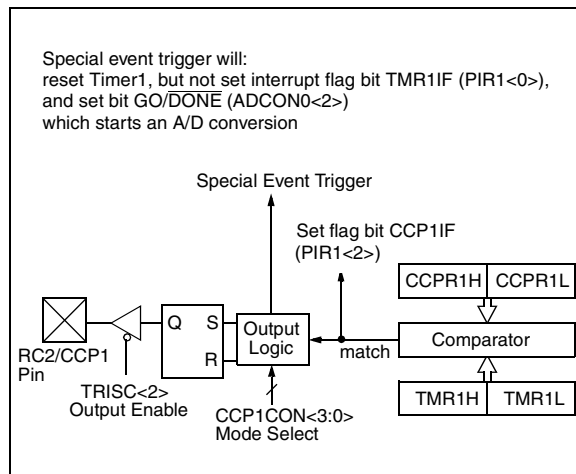 Special event trigger will:
reset Timer1, but not set interrupt flag bit TMR1IF (PIR1<0>),
and set bit GO/DONE (ADCON0<2>)
which starts an A/D conversion
Special Event Trigger
Set flag bit CCP1IF
(PIR1<2>)
CCPR1H CCPR1L
Q S
R
Output
Logic
match
Comparator
RC2/CCP1
Pin
TRISC<2>
Output Enable
CCP1CON<3:0>
Mode Select
TMR1H TMR1L